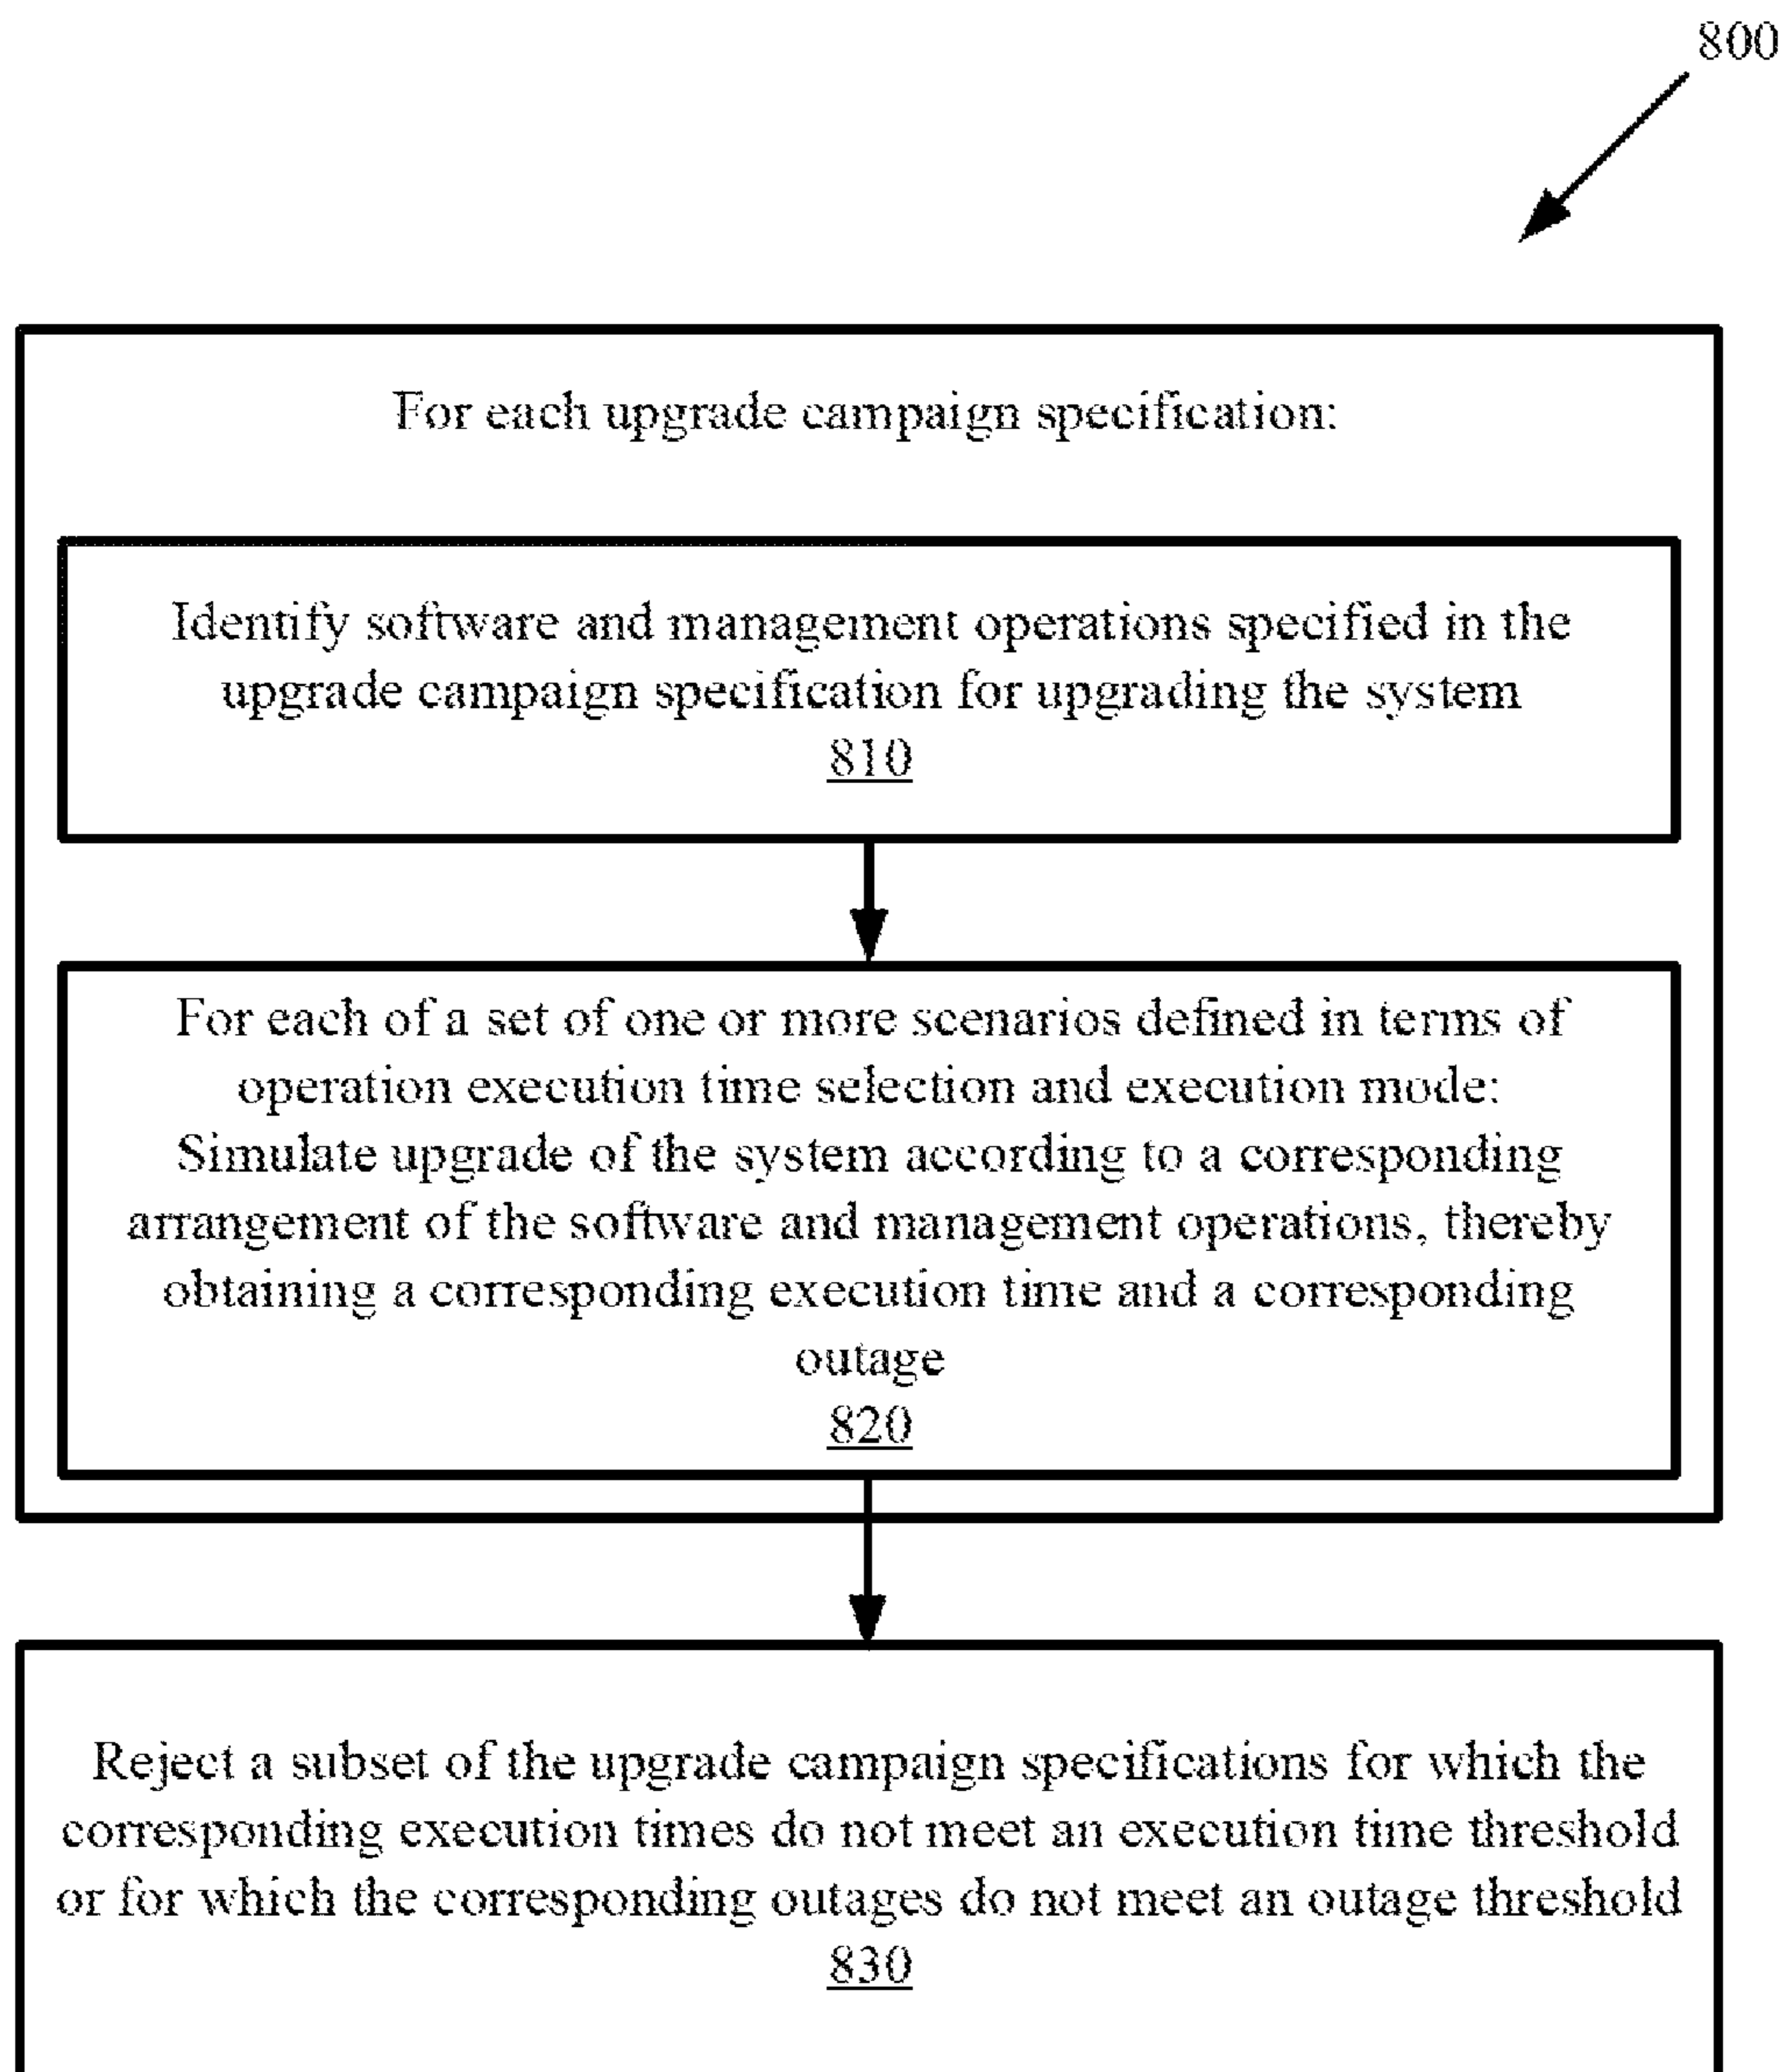 800
For each upgrade campaign specification:
Identify software and management operations specified in the
upgrade campaign specification for upgrading the system
810
For each of a set of one or more scenarios defined in terms of
operation execution time selection and execution mode:
Simulate upgrade of the system according to a corresponding
arrangement of the software and management operations, thereby
obtaining a corresponding execution time and a corresponding
outage
820
Reject a subset of the upgrade campaign specifications for which the
corresponding execution times do not meet an execution time threshold
or for which the corresponding outages do not meet an outage threshold
830